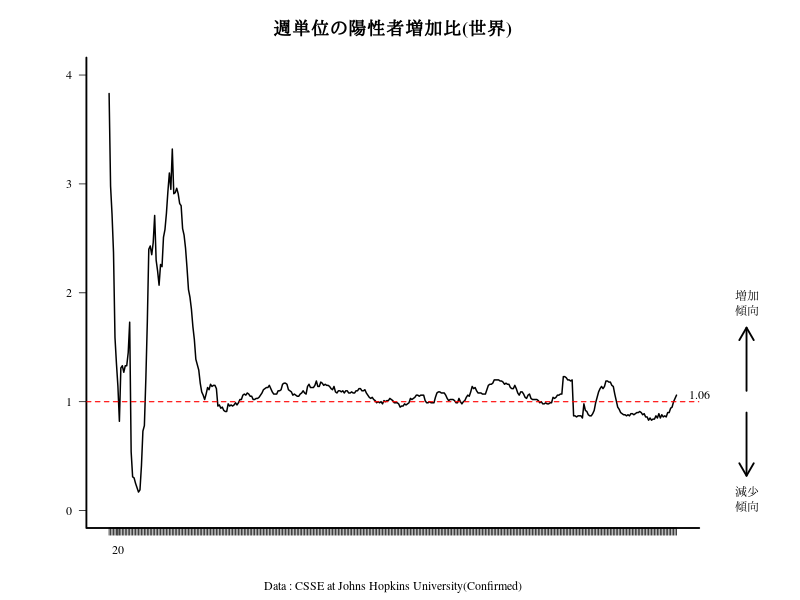 週単位の陽性者増加比(世界)
4
3
2
1
0
1.06
増加
傾向
減少
傾向
20
Data : CSSE at Johns Hopkins University(Confirmed)